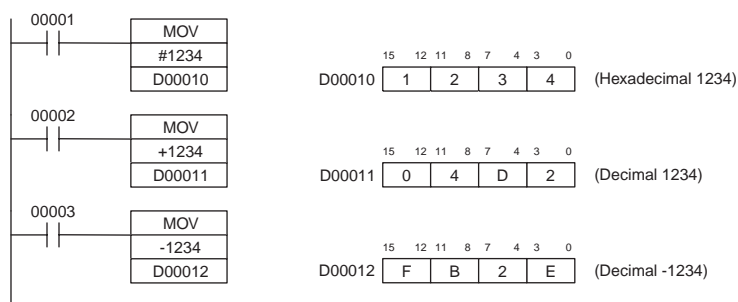 00001
MOV
#1234
D00010
15 12 11 8 7 4 3 0
D00010 1 2 3 4 (Hexadecimal 1234)
00002
MOV
+1234
D00011
15 12 11 8 7 4 3 0
D00011 0 4 D 2 (Decimal 1234)
00003
MOV
-1234
D00012
15 12 11 8 7 4 3 0
D00012 F B 2 E (Decimal -1234)